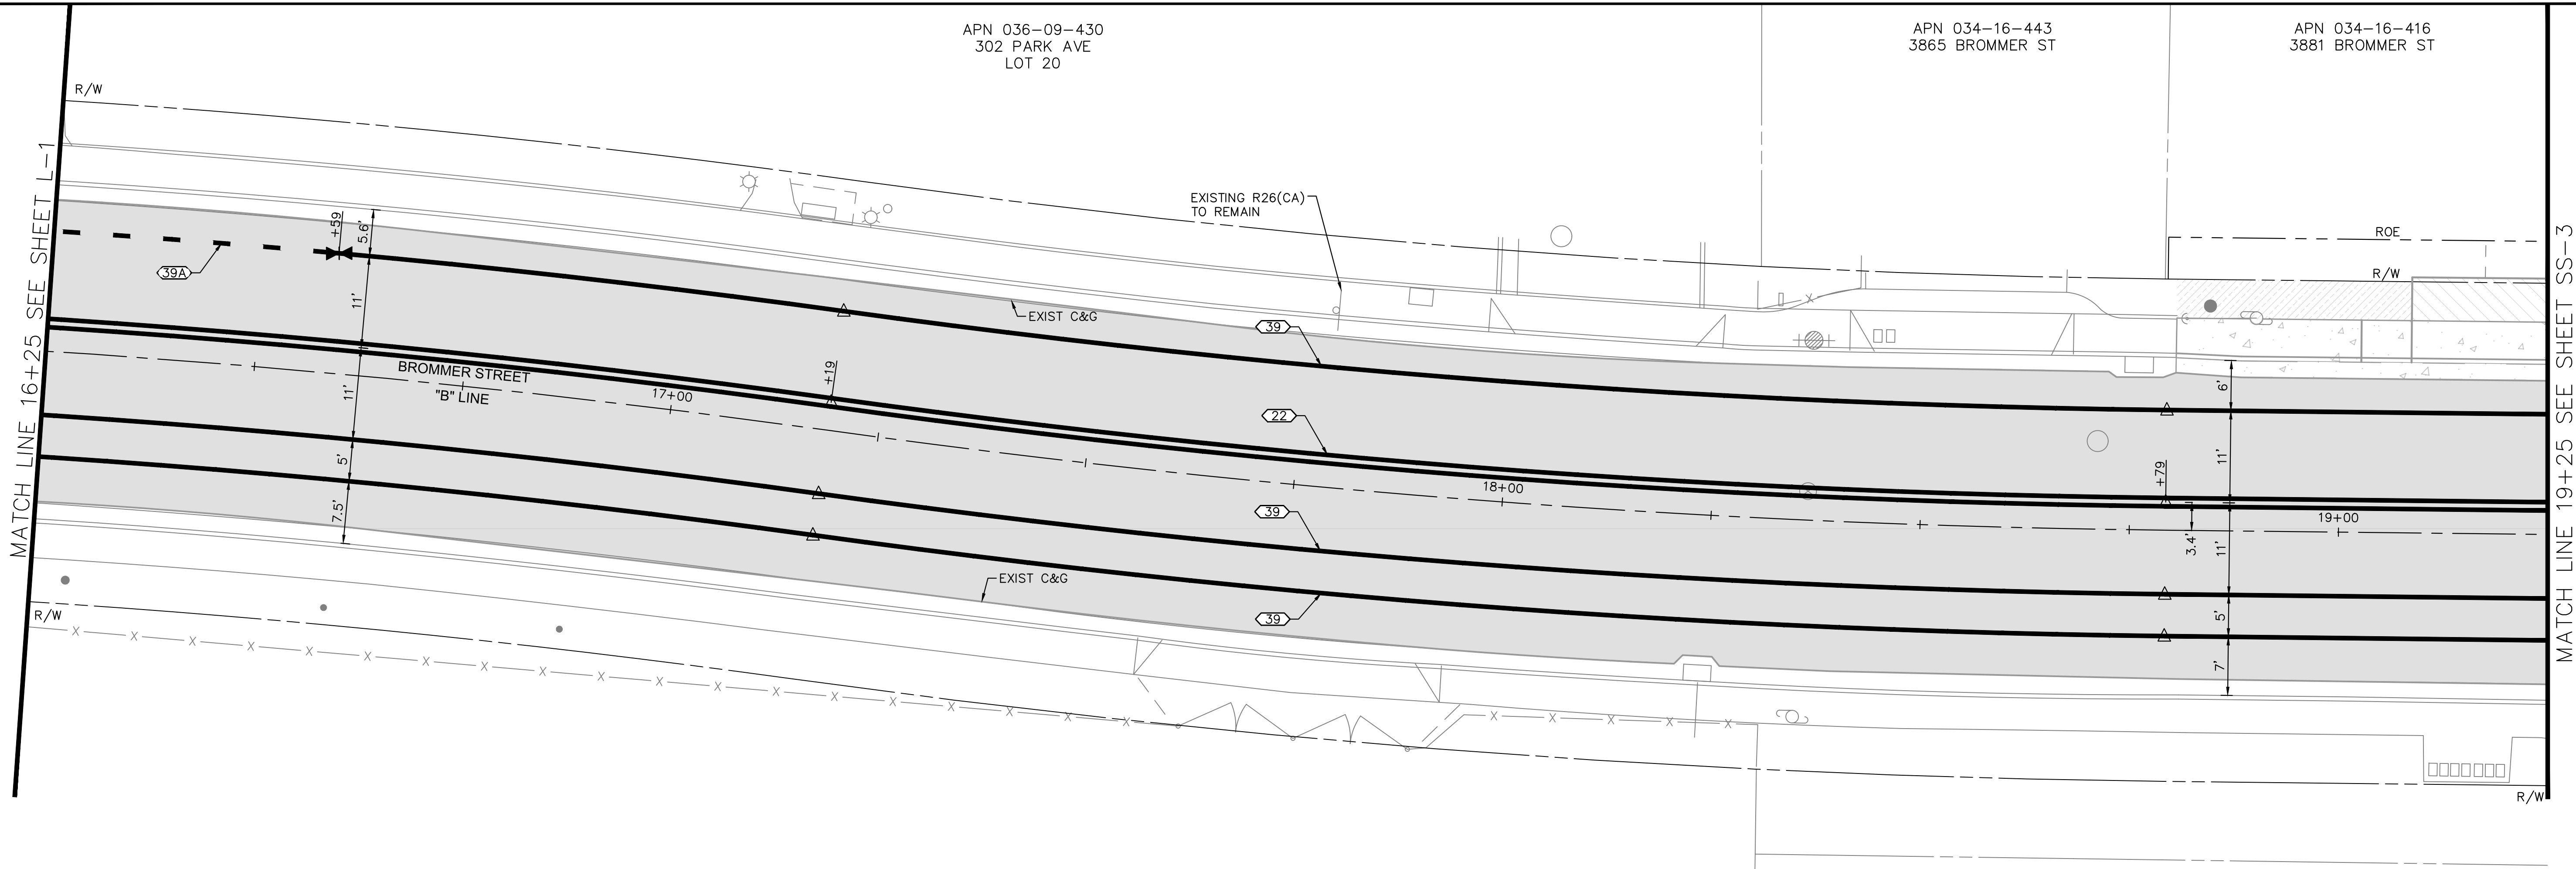 APN 036-09-430
302 PARK AVE
LOT 20
APN 034-16-443
3865 BROMMER ST
APN 034-16-416
3881 BROMMER ST
R/W
MATCH LINE 16+25 SEE SHEET L-1
39A
+59
5.6'
11'
11'
5'
7.5'
BROMMER STREET
"B" LINE
17+00
+19
EXIST C&G
EXISTING R26(CA)
TO REMAIN
39
22
18+00
39
39
EXIST C&G
R/W
X X X X X X X X X X X X X X X X X X X X X X X X X
X
ROE
R/W
6'
11'
+79
3.4'
11'
19+00
5'
7'
R/W
MATCH LINE 19+25 SEE SHEET SS-3